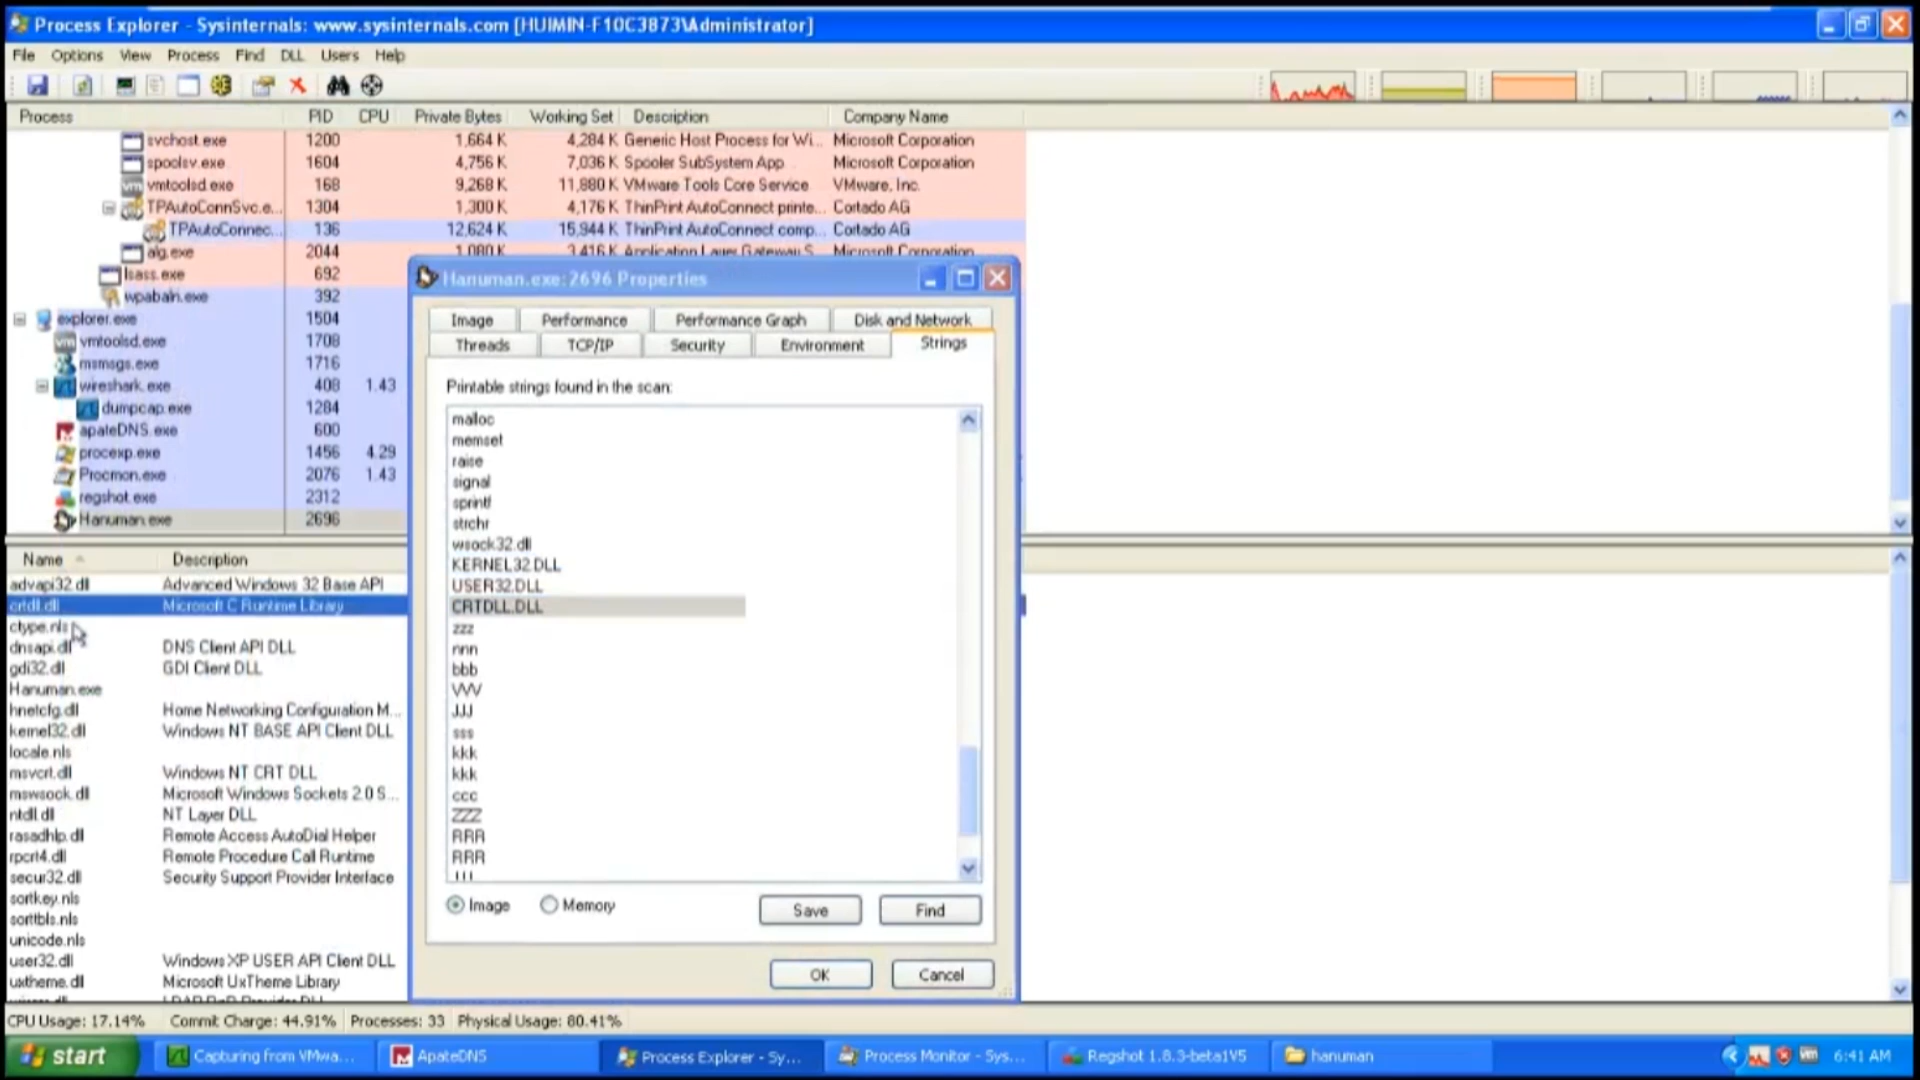 Process Explorer - Sysinternals: www.sysinternals.com [HUIMIN-F10C3873\Administrator]
File Options View Process Find DLL Users Help
Process PID CPU Private Bytes Working Set Description Company Name
svchost.exe 1200 1,664 K 4,284 K Generic Host Process for Wi... Microsoft Corporation
spoolsv.exe 1604 4,756 K 7,036 K Spooler SubSystem App Microsoft Corporation
vmtoolsd.exe 168 9,268 K 11,880 K VMware Tools Core Service VMware, Inc.
TPAutoConnSvc.e... 1304 1,300 K 4,176 K ThinPrint AutoConnect printe... Cortado AG
TPAutoConnec... 136 12,624 K 15,944 K ThinPrint AutoConnect comp... Cortado AG
alg.exe 2044 1,080 K 3,416 K Application Layer Gateway S... Microsoft Corporation
lsass.exe 692
wpabaln.exe 392
explorer.exe 1504
vmtoolsd.exe 1708
msmsgs.exe 1716
wireshark.exe 408 1.43
dumpcap.exe 1284
apateDNS.exe 600
procexp.exe 1456 4.29
Procmon.exe 2076 1.43
regshot.exe 2312
Hanuman.exe 2696
Hanuman.exe:2696 Properties
Image Performance Performance Graph Disk and Network
Threads TCP/IP Security Environment Strings
Printable strings found in the scan:
malloc
memset
raise
signal
sprintf
strchr
wsock32.dll
KERNEL32.DLL
USER32.DLL
CRTDLL.DLL
zzz
nnn
bbb
VVV
JJJ
sss
kkk
kkk
ccc
ZZZ
RRR
RRR
Image Memory Save Find
OK Cancel
Name Description
advapi32.dll Advanced Windows 32 Base API
crtdll.dll Microsoft C Runtime Library
ctype.nls
dnsapi.dll DNS Client API DLL
gdi32.dll GDI Client DLL
Hanuman.exe
hnetcfg.dll Home Networking Configuration M...
kernel32.dll Windows NT BASE API Client DLL
locale.nls
msvcrt.dll Windows NT CRT DLL
mswsock.dll Microsoft Windows Sockets 2.0 S...
ntdll.dll NT Layer DLL
rasadhlp.dll Remote Access AutoDial Helper
rpcrt4.dll Remote Procedure Call Runtime
secur32.dll Security Support Provider Interface
sortkey.nls
sorttbls.nls
unicode.nls
user32.dll Windows XP USER API Client DLL
uxtheme.dll Microsoft UxTheme Library
CPU Usage: 17.14% Commit Charge: 44.91% Processes: 33 Physical Usage: 80.41%
start Capturing from VMwa... ApateDNS Process Explorer - Sy... Process Monitor - Sys... Regshot 1.8.3-beta1V5 hanuman 6:41 AM